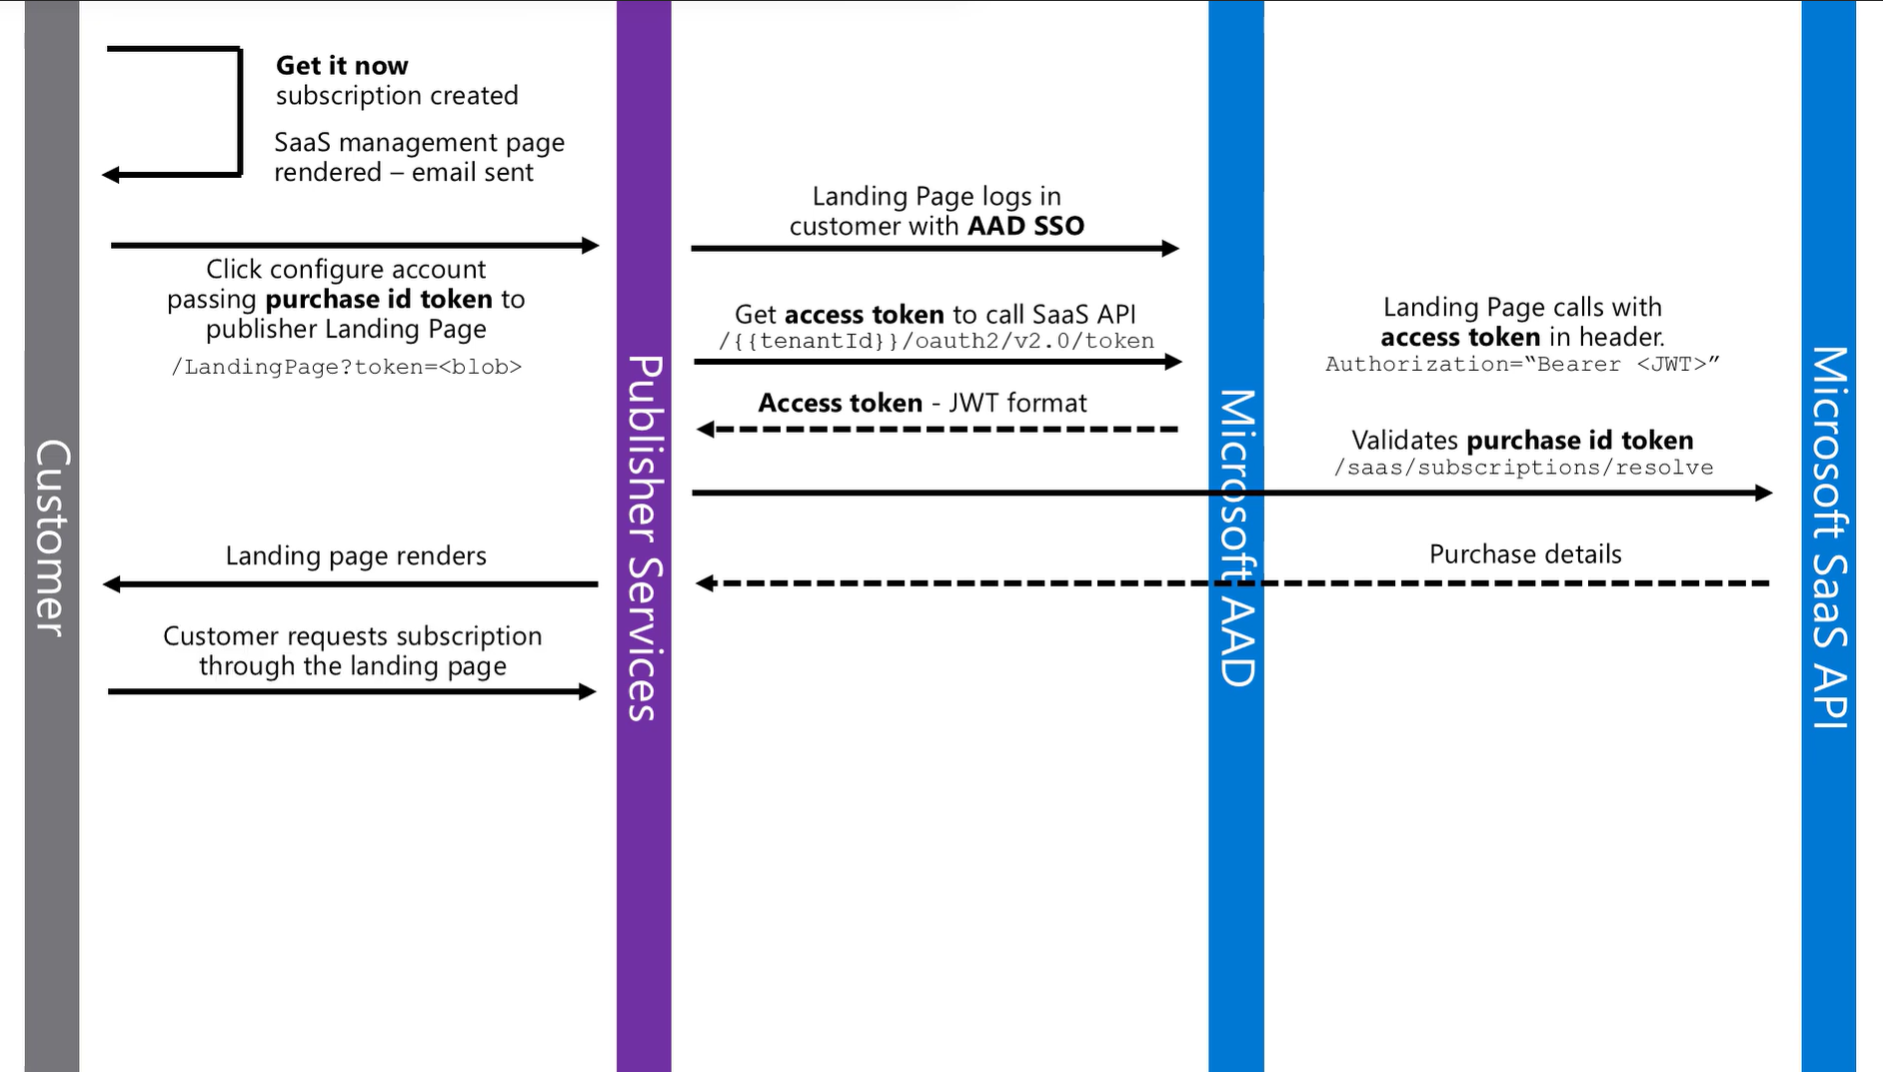 Get it now
subscription created
SaaS management page
rendered – email sent
Click configure account
passing purchase id token to
publisher Landing Page
/LandingPage?token=<blob>
Landing Page logs in
customer with AAD SSO
Get access token to call SaaS API
/{{tenantId}}/oauth2/v2.0/token
Access token - JWT format
Landing Page calls with
access token in header.
Authorization=“Bearer <JWT>”
Validates purchase id token
/saas/subscriptions/resolve
Purchase details
Landing page renders
Customer requests subscription
through the landing page
Customer
Publisher Services
Microsoft AAD
Microsoft SaaS API